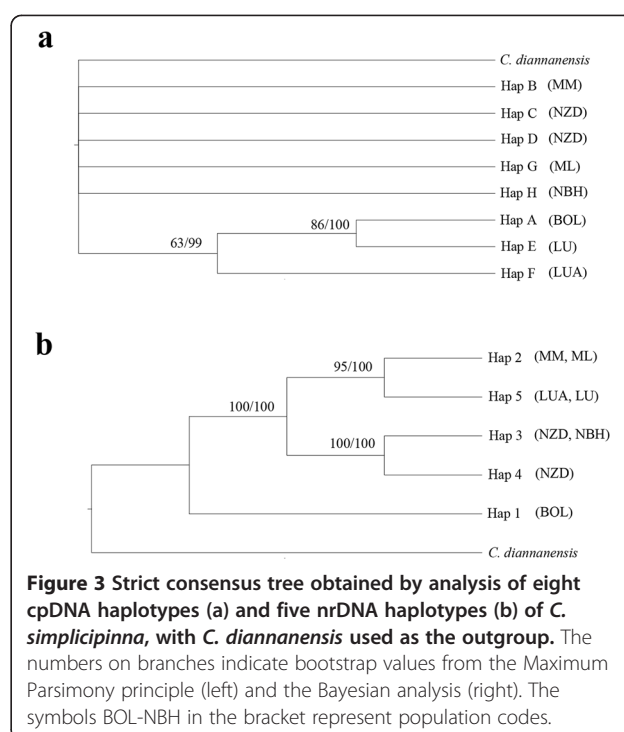 a
C. diannanensis
Hap B (MM)
Hap C (NZD)
Hap D (NZD)
Hap G (ML)
Hap H (NBH)
86/100
Hap A (BOL)
63/99
Hap E (LU)
Hap F (LUA)
b
Hap 2 (MM, ML)
95/100
Hap 5 (LUA, LU)
100/100
Hap 3 (NZD, NBH)
100/100
Hap 4 (NZD)
Hap 1 (BOL)
C. diannanensis
Figure 3 Strict consensus tree obtained by analysis of eight
cpDNA haplotypes (a) and five nrDNA haplotypes (b) of C.
simplicipinna, with C. diannanensis used as the outgroup. The
numbers on branches indicate bootstrap values from the Maximum
Parsimony principle (left) and the Bayesian analysis (right). The
symbols BOL-NBH in the bracket represent population codes.